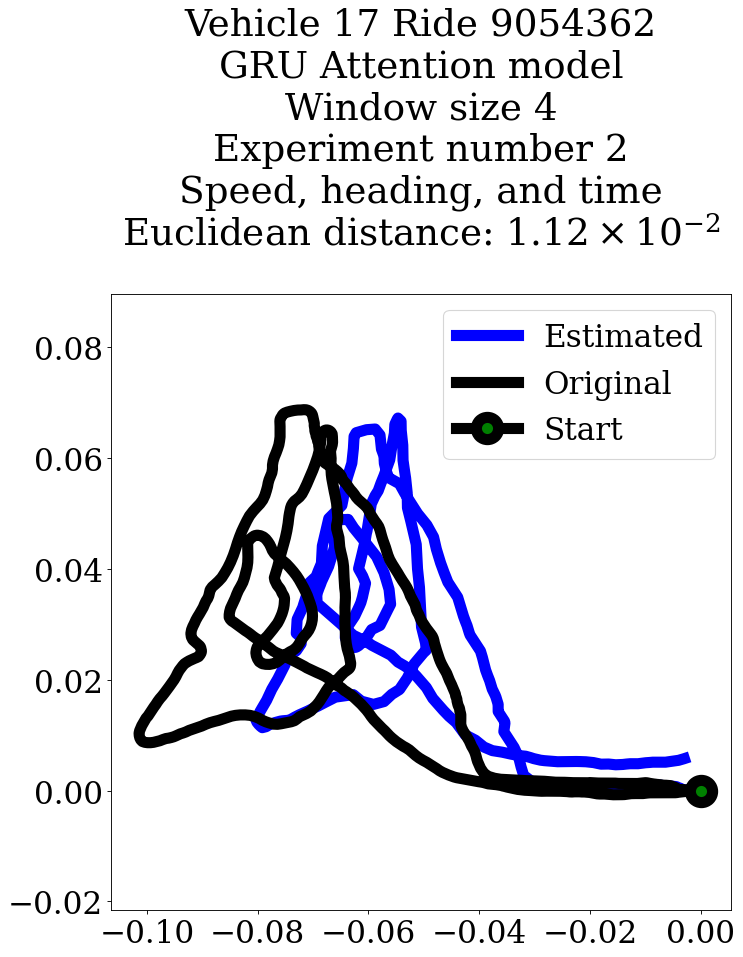 Vehicle 17 Ride 9054362
GRU Attention model
Window size 4
Experiment number 2
Speed, heading, and time
Euclidean distance: 1.12 × 10⁻²
Estimated
Original
Start
0.08
0.06
0.04
0.02
0.00
−0.02
−0.10 −0.08 −0.06 −0.04 −0.02 0.00